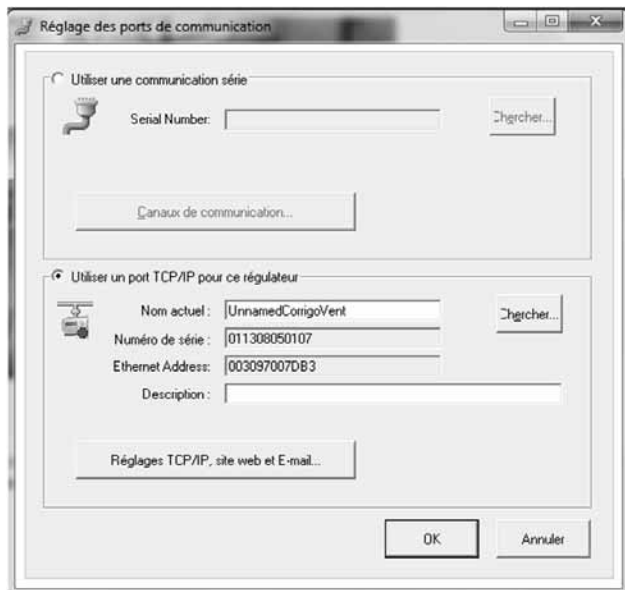 Réglage des ports de communication
Utiliser une communication série
Serial Number:
Chercher...
Canaux de communication...
Utiliser un port TCP/IP pour ce régulateur
Nom actuel : UnnamedCorrigoVent
Chercher...
Numéro de série : 011308050107
Ethernet Address: 003097007DB3
Description :
Réglages TCP/IP, site web et E-mail...
OK Annuler